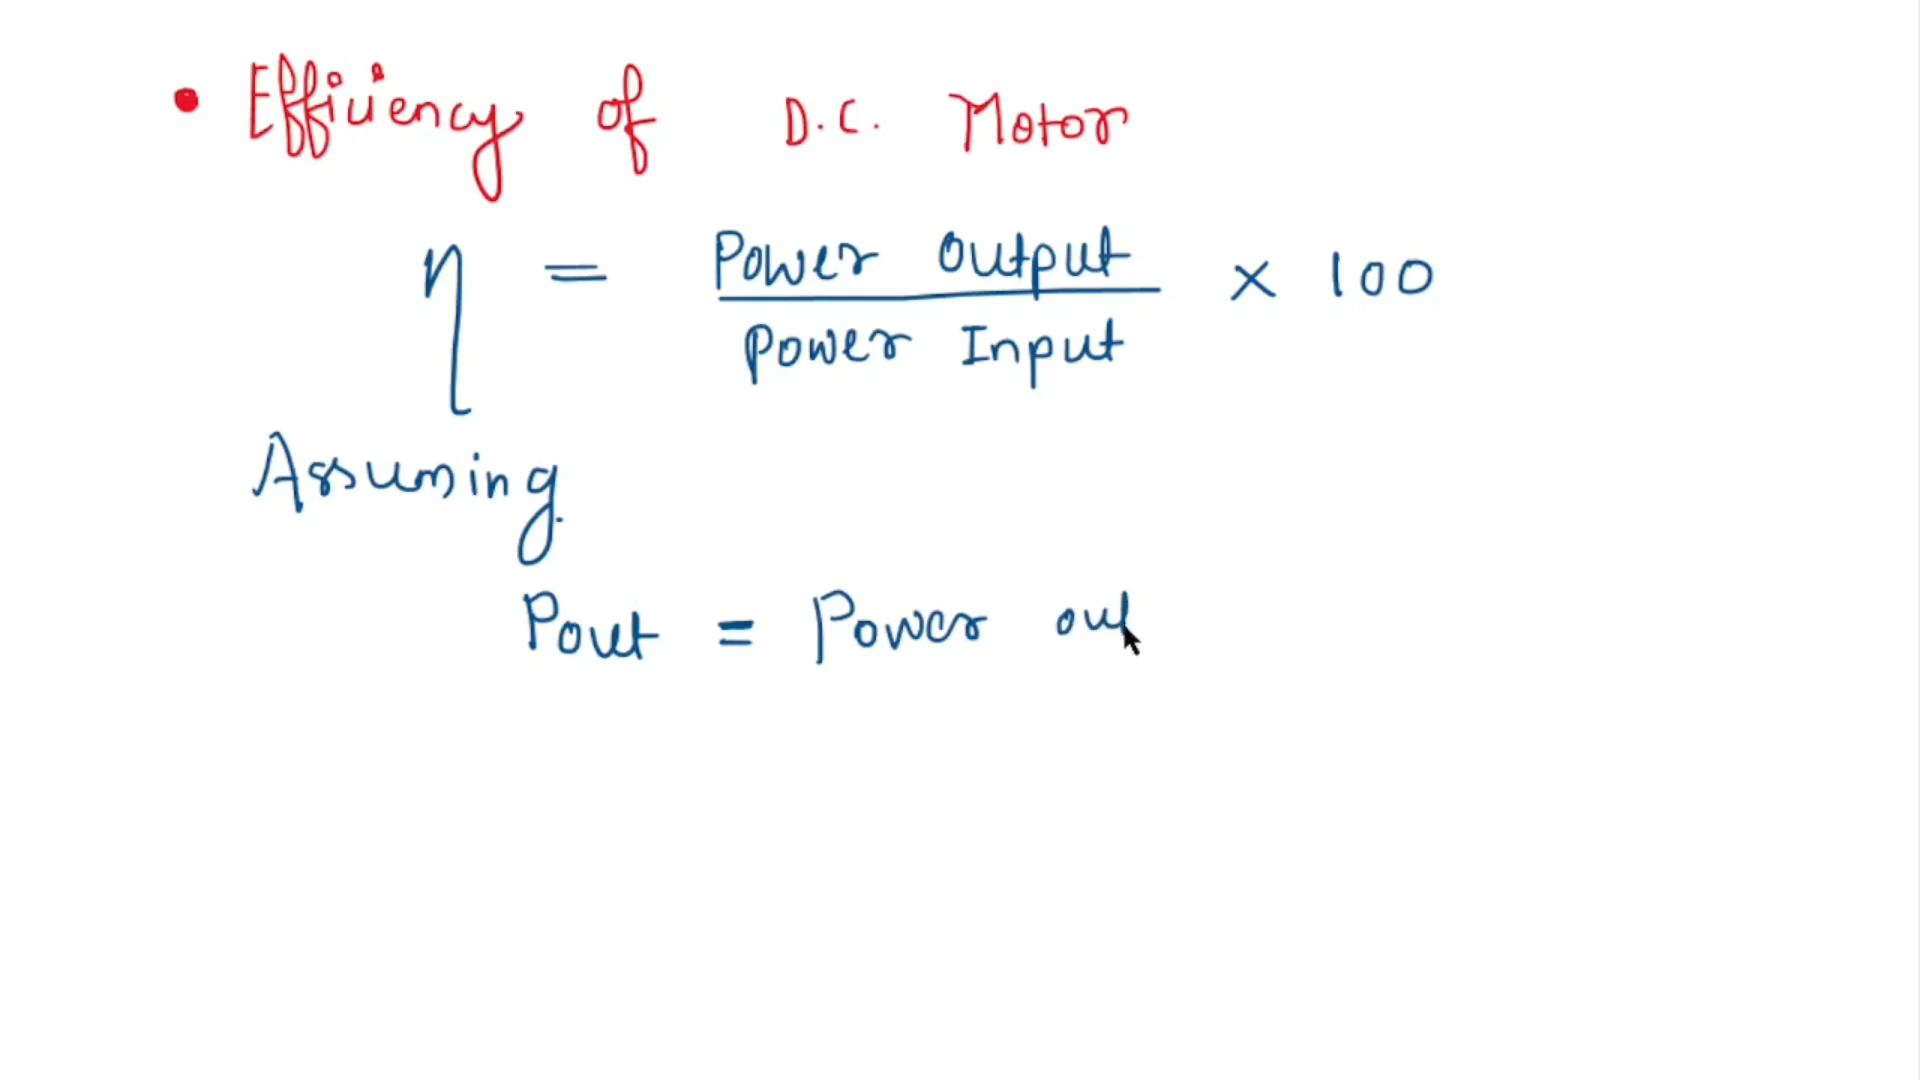 • Efficiency of D.C. Motor
η = Power Output / Power Input × 100
Assuming
Pout = Power out